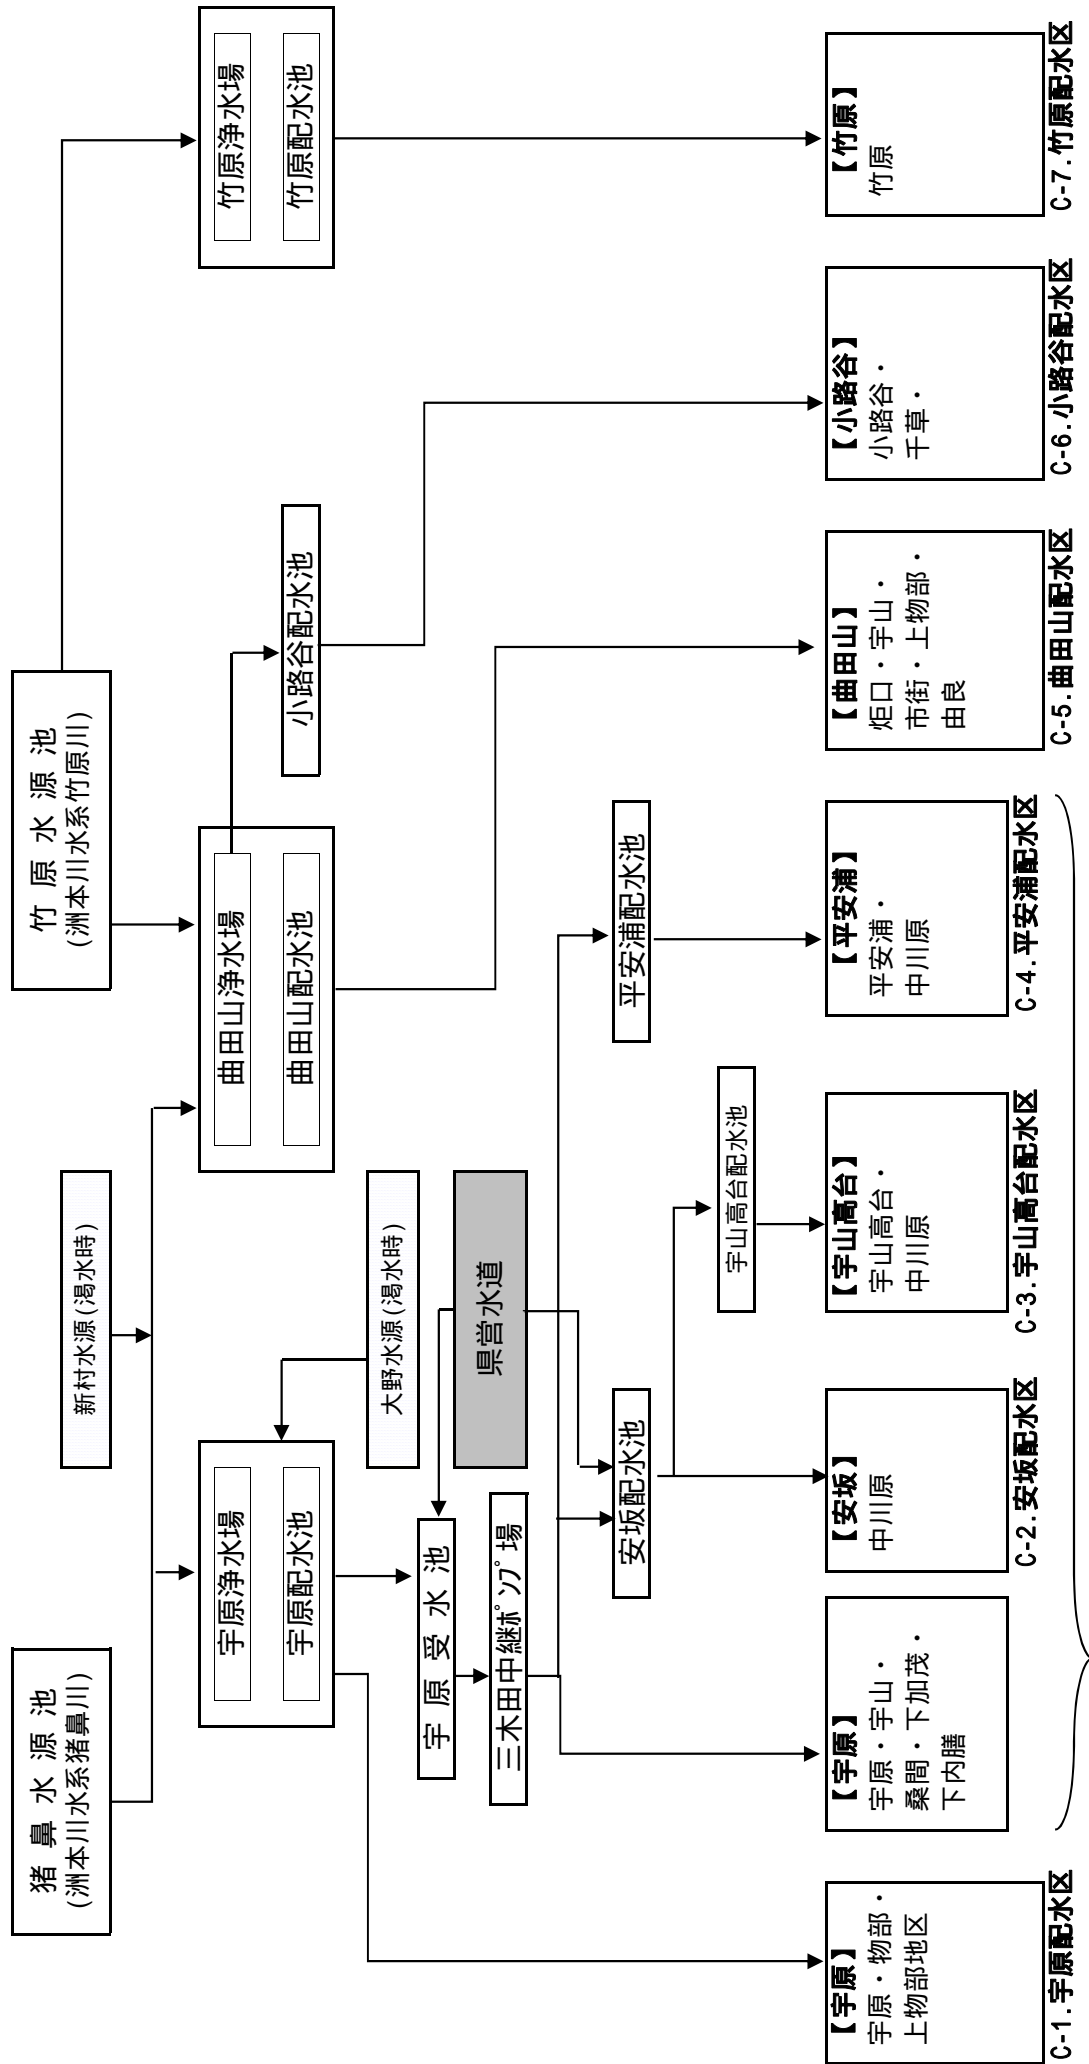 猪鼻水源池
(洲本川水系猪鼻川)
新村水源(渇水時)
竹原水源池
(洲本川水系竹原川)
宇原浄水場
宇原配水池
曲田山浄水場
曲田山配水池
竹原浄水場
竹原配水池
大野水源(渇水時)
小路谷配水池
県営水道
宇原受水池
三木田中継ﾎﾟﾝﾌﾟ場
安坂配水池
平安浦配水池
宇山高台配水池
【宇原】
宇原・物部・
上物部地区
C-1.宇原配水区
【宇原】
宇原・宇山・
桑間・下加茂・
下内膳
【安坂】
中川原
C-2.安坂配水区
【宇山高台】
宇山高台・
中川原
C-3.宇山高台配水区
【平安浦】
平安浦・
中川原
C-4.平安浦配水区
【曲田山】
炬口・宇山・
市街・上物部・
由良
C-5.曲田山配水区
【小路谷】
小路谷・
千草・
C-6.小路谷配水区
【竹原】
竹原
C-7.竹原配水区